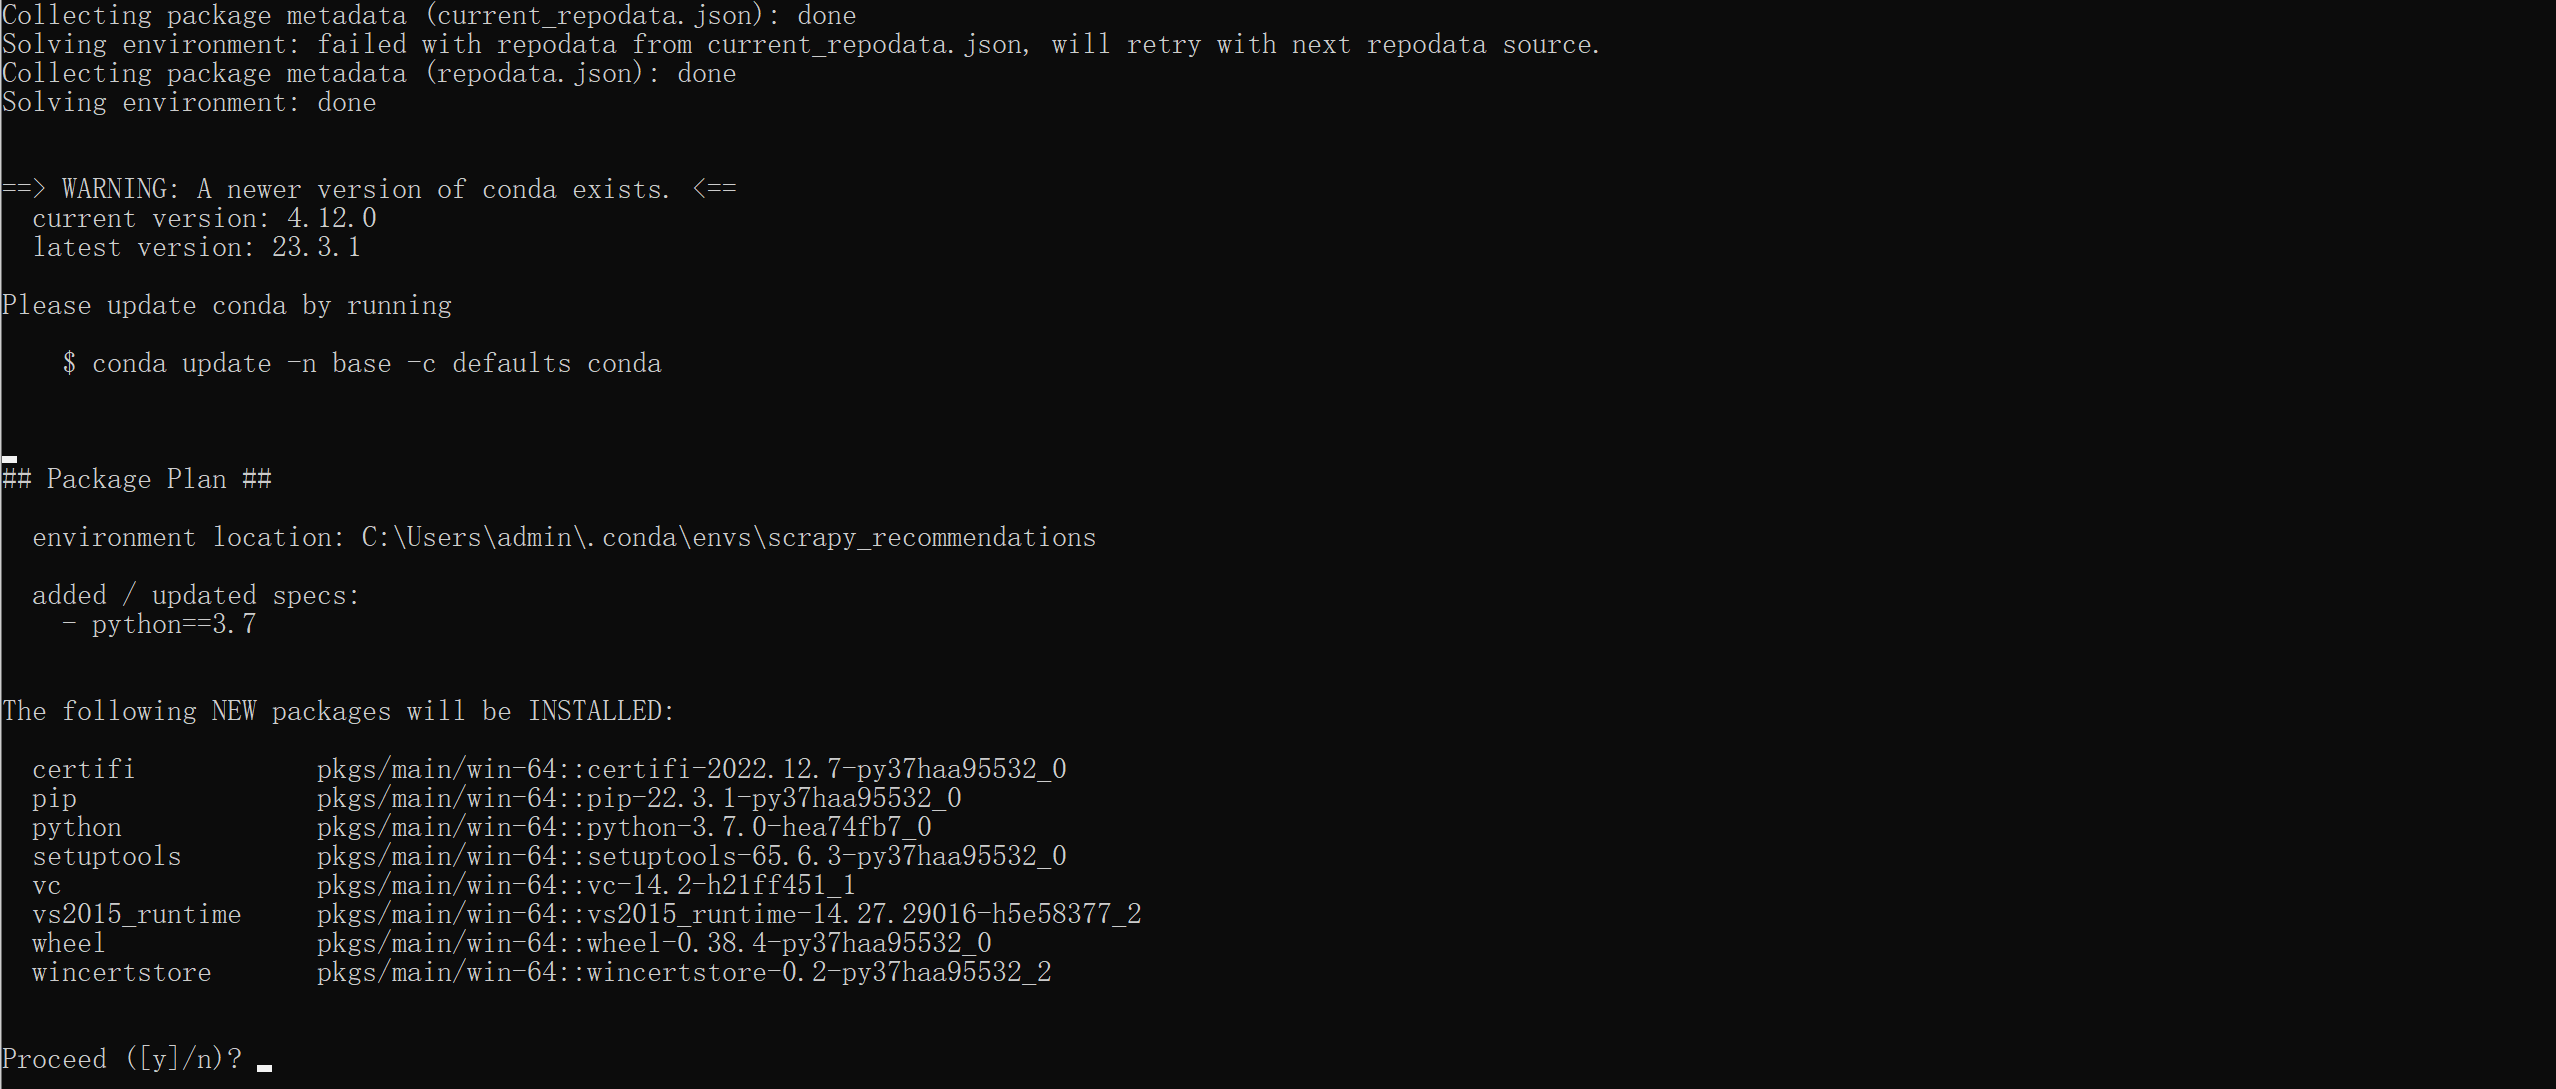 Collecting package metadata (current_repodata.json): done
Solving environment: failed with repodata from current_repodata.json, will retry with next repodata source.
Collecting package metadata (repodata.json): done
Solving environment: done
==> WARNING: A newer version of conda exists. <==
  current version: 4.12.0
  latest version: 23.3.1
Please update conda by running
    $ conda update -n base -c defaults conda
## Package Plan ##
  environment location: C:\Users\admin\.conda\envs\scrapy_recommendations
  added / updated specs:
    - python==3.7
The following NEW packages will be INSTALLED:
  certifi            pkgs/main/win-64::certifi-2022.12.7-py37haa95532_0
  pip                pkgs/main/win-64::pip-22.3.1-py37haa95532_0
  python             pkgs/main/win-64::python-3.7.0-hea74fb7_0
  setuptools         pkgs/main/win-64::setuptools-65.6.3-py37haa95532_0
  vc                 pkgs/main/win-64::vc-14.2-h21ff451_1
  vs2015_runtime     pkgs/main/win-64::vs2015_runtime-14.27.29016-h5e58377_2
  wheel              pkgs/main/win-64::wheel-0.38.4-py37haa95532_0
  wincertstore       pkgs/main/win-64::wincertstore-0.2-py37haa95532_2
Proceed ([y]/n)?